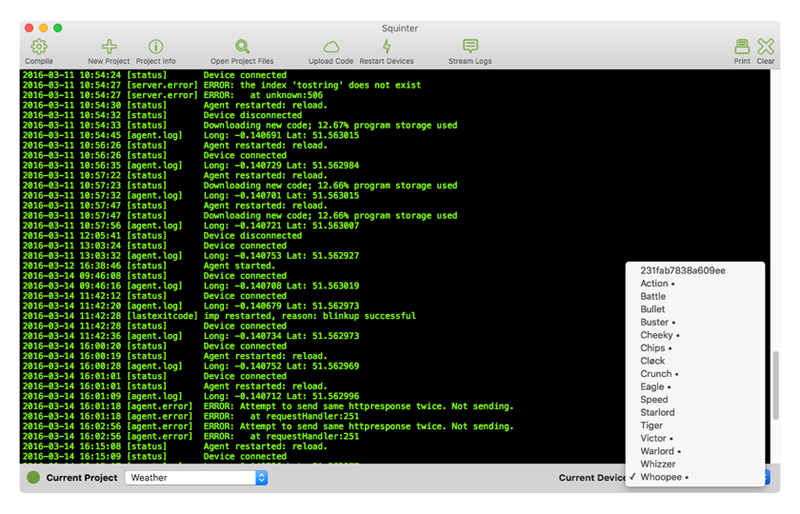 Squinter
Compile New Project Project Info Open Project Files Upload Code Restart Devices Stream Logs Print Clear
2016-03-11 10:54:24 [status] Device connected
2016-03-11 10:54:27 [server.error] ERROR: the index 'tostring' does not exist
2016-03-11 10:54:27 [server.error] ERROR: at unknown:506
2016-03-11 10:54:30 [status] Agent restarted: reload.
2016-03-11 10:54:32 [status] Device disconnected
2016-03-11 10:54:33 [status] Downloading new code; 12.67% program storage used
2016-03-11 10:54:45 [agent.log] Long: -0.140691 Lat: 51.563015
2016-03-11 10:56:26 [status] Agent restarted: reload.
2016-03-11 10:56:26 [status] Device connected
2016-03-11 10:56:35 [agent.log] Long: -0.140729 Lat: 51.562984
2016-03-11 10:57:22 [status] Agent restarted: reload.
2016-03-11 10:57:23 [status] Downloading new code; 12.66% program storage used
2016-03-11 10:57:32 [agent.log] Long: -0.140701 Lat: 51.563015
2016-03-11 10:57:47 [status] Agent restarted: reload.
2016-03-11 10:57:47 [status] Downloading new code; 12.66% program storage used
2016-03-11 10:57:56 [agent.log] Long: -0.140721 Lat: 51.563007
2016-03-11 12:05:41 [status] Device disconnected
2016-03-11 13:03:24 [status] Device connected
2016-03-11 13:03:32 [agent.log] Long: -0.140753 Lat: 51.562927
2016-03-12 16:38:46 [status] Agent started.
2016-03-14 09:46:08 [status] Device connected
2016-03-14 09:46:16 [agent.log] Long: -0.140708 Lat: 51.563019
2016-03-14 11:42:12 [status] Device connected
2016-03-14 11:42:20 [agent.log] Long: -0.140679 Lat: 51.562973
2016-03-14 11:42:28 [lastexitcode] imp restarted, reason: blinkup successful
2016-03-14 11:42:28 [status] Device connected
2016-03-14 11:42:36 [agent.log] Long: -0.140734 Lat: 51.562973
2016-03-14 16:00:20 [status] Device connected
2016-03-14 16:00:19 [status] Agent restarted: reload.
2016-03-14 16:00:28 [agent.log] Long: -0.140752 Lat: 51.562969
2016-03-14 16:01:01 [status] Device connected
2016-03-14 16:01:01 [status] Agent restarted: reload.
2016-03-14 16:01:09 [agent.log] Long: -0.140712 Lat: 51.562996
2016-03-14 16:01:18 [agent.error] ERROR: Attempt to send same httpresponse twice. Not sending.
2016-03-14 16:01:18 [agent.error] ERROR: at requestHandler:251
2016-03-14 16:02:56 [agent.error] ERROR: Attempt to send same httpresponse twice. Not sending.
2016-03-14 16:02:56 [agent.error] ERROR: at requestHandler:251
2016-03-14 16:15:08 [status] Agent restarted: reload.
2016-03-14 16:15:09 [status] Device connected
231fab7838a609ee
Action •
Battle
Bullet
Buster •
Cheeky •
Chips •
Cløck
Crunch •
Eagle •
Speed
Starlord
Tiger
Victor •
Warlord •
Whizzer
✓ Whoopee •
Current Project Weather Current Device